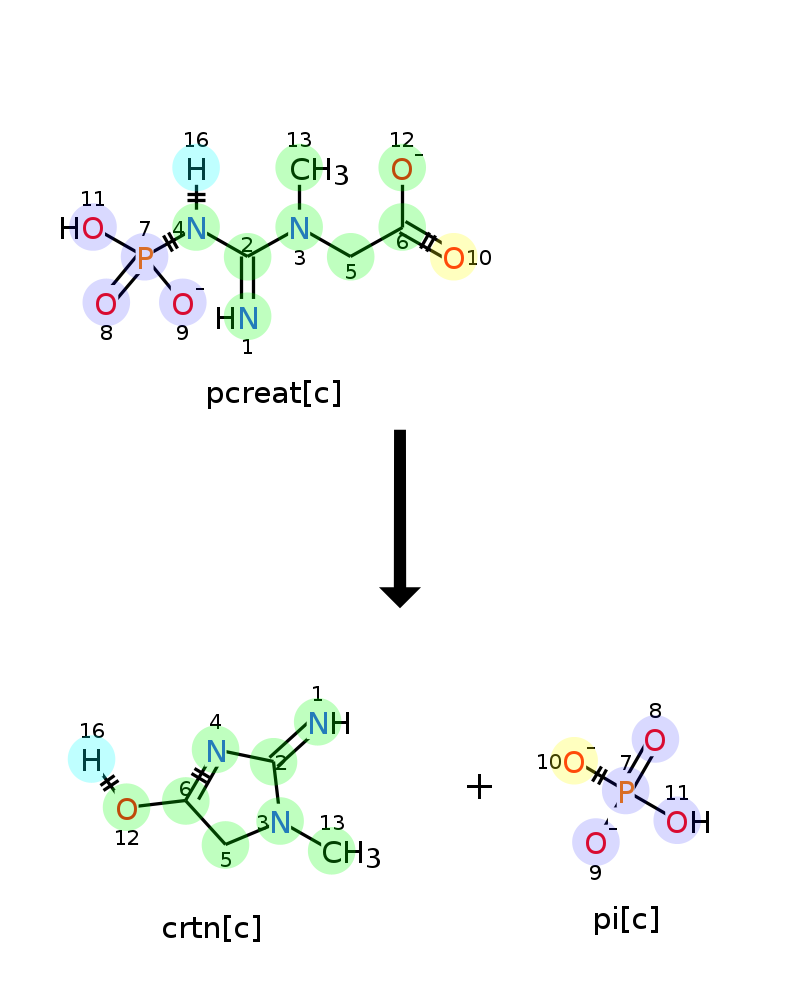 16 13 12
H CH3 O-
11 7 4
HO P N 2 N 6 O 10
3 5
O O- HN
8 9 1
pcreat[c]
1
16 4 NH
H N 2
6
O 3 N 13
12 5 CH3
+
8
10 O- 7 O
P 11
OH
O-
9
crtn[c] pi[c]